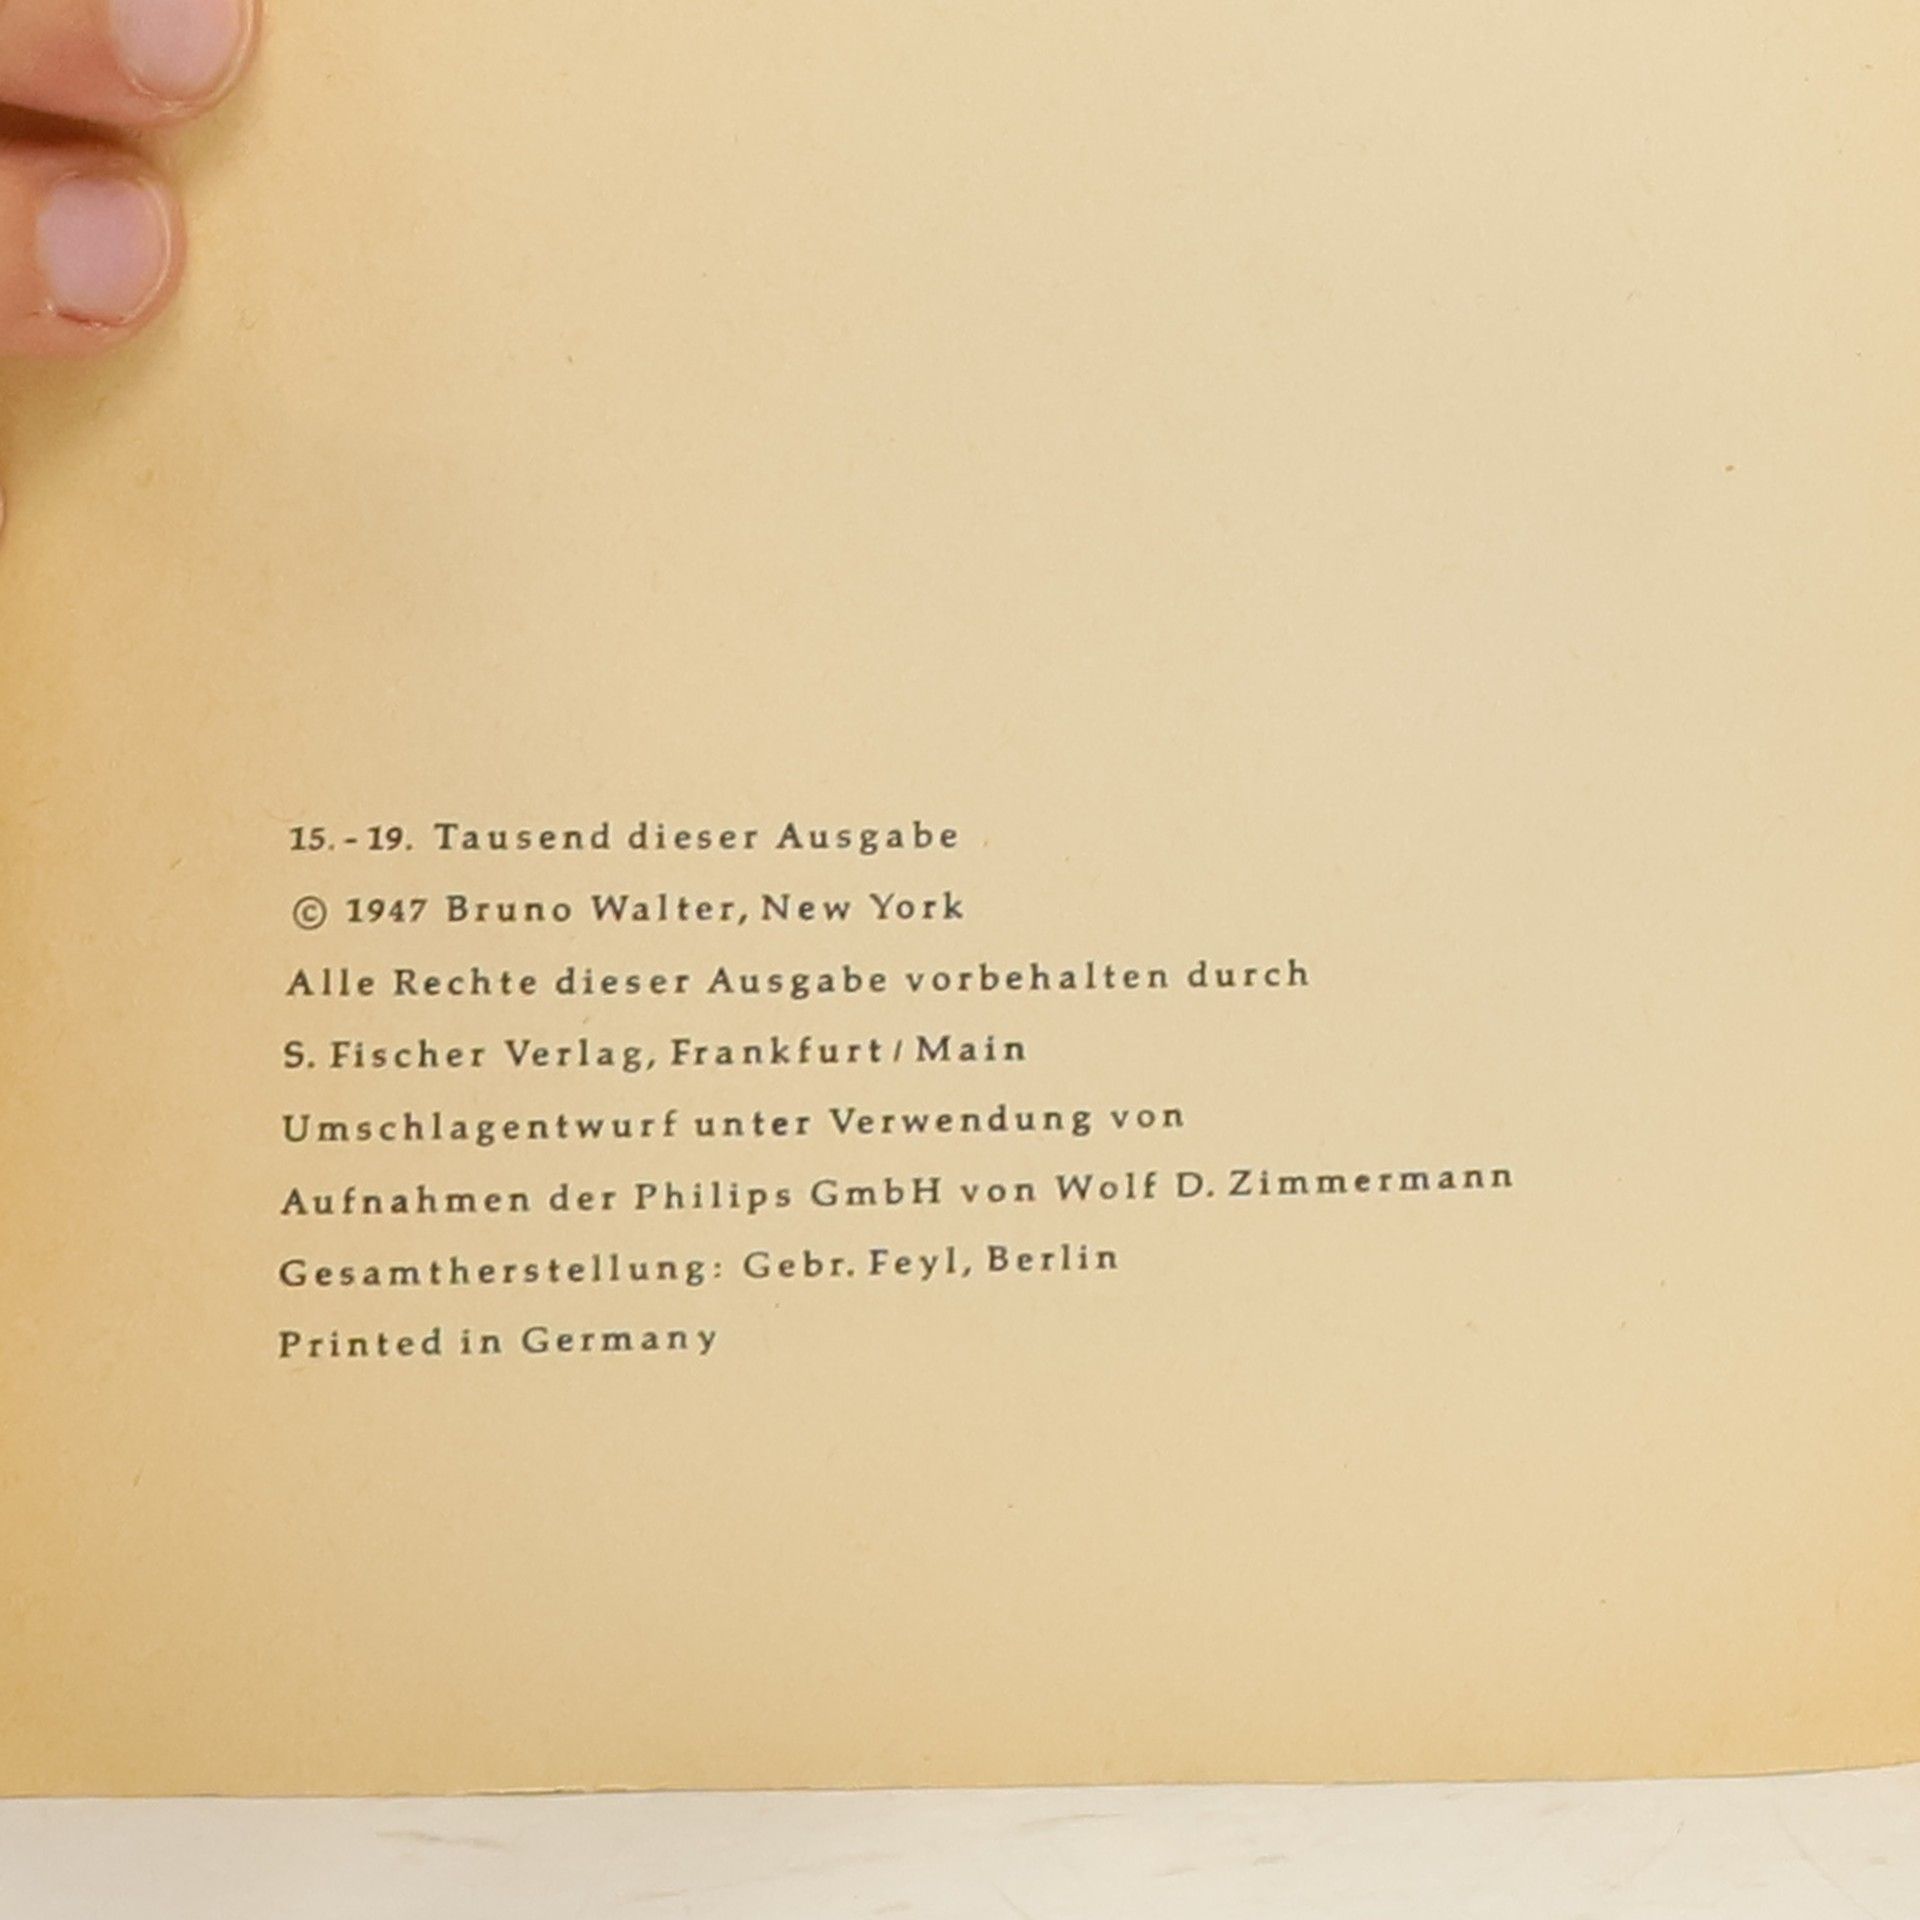 15.-19. Tausend dieser Ausgabe
© 1947 Bruno Walter, New York
Alle Rechte dieser Ausgabe vorbehalten durch
S. Fischer Verlag, Frankfurt / Main
Umschlagentwurf unter Verwendung von
Aufnahmen der Philips GmbH von Wolf D. Zimmermann
Gesamtherstellung: Gebr. Feyl, Berlin
Printed in Germany